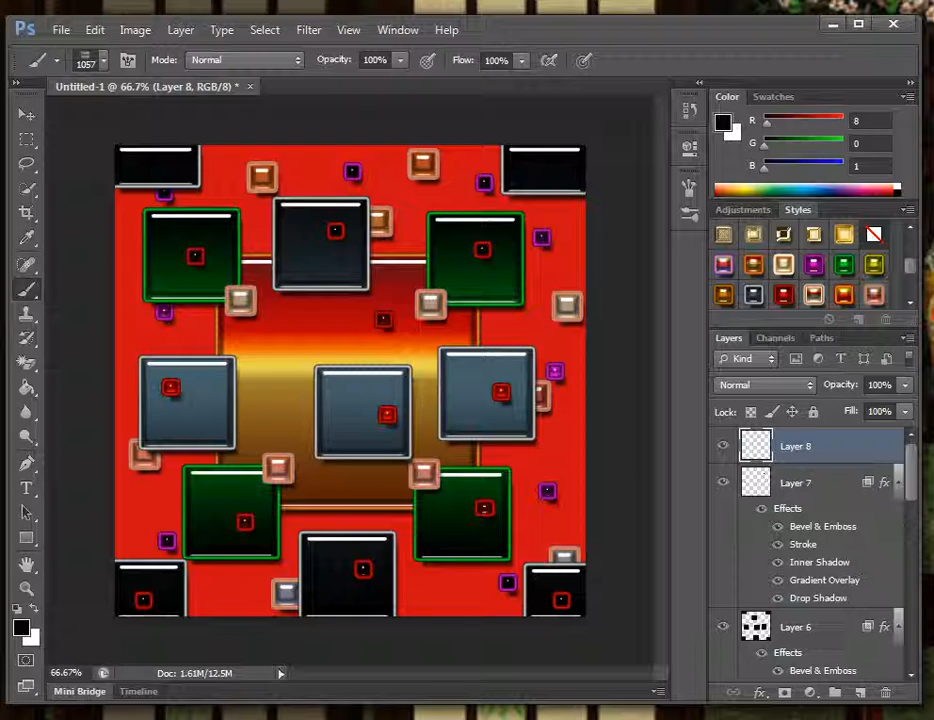 Ps File Edit Image Layer Type Select Filter View Window Help
1057 Mode: Normal Opacity: 100% Flow: 100%
Untitled-1 @ 66.7% (Layer 8, RGB/8) * x
Color Swatches
R 8
G 0
B 1
Adjustments Styles
Layers Channels Paths
Kind
Normal Opacity: 100%
Lock: Fill: 100%
Layer 8
Layer 7 fx
Effects
Bevel & Emboss
Stroke
Inner Shadow
Gradient Overlay
Drop Shadow
Layer 6 fx
Effects
Bevel & Emboss
66.67% Doc: 1.61M/12.5M
Mini Bridge Timeline